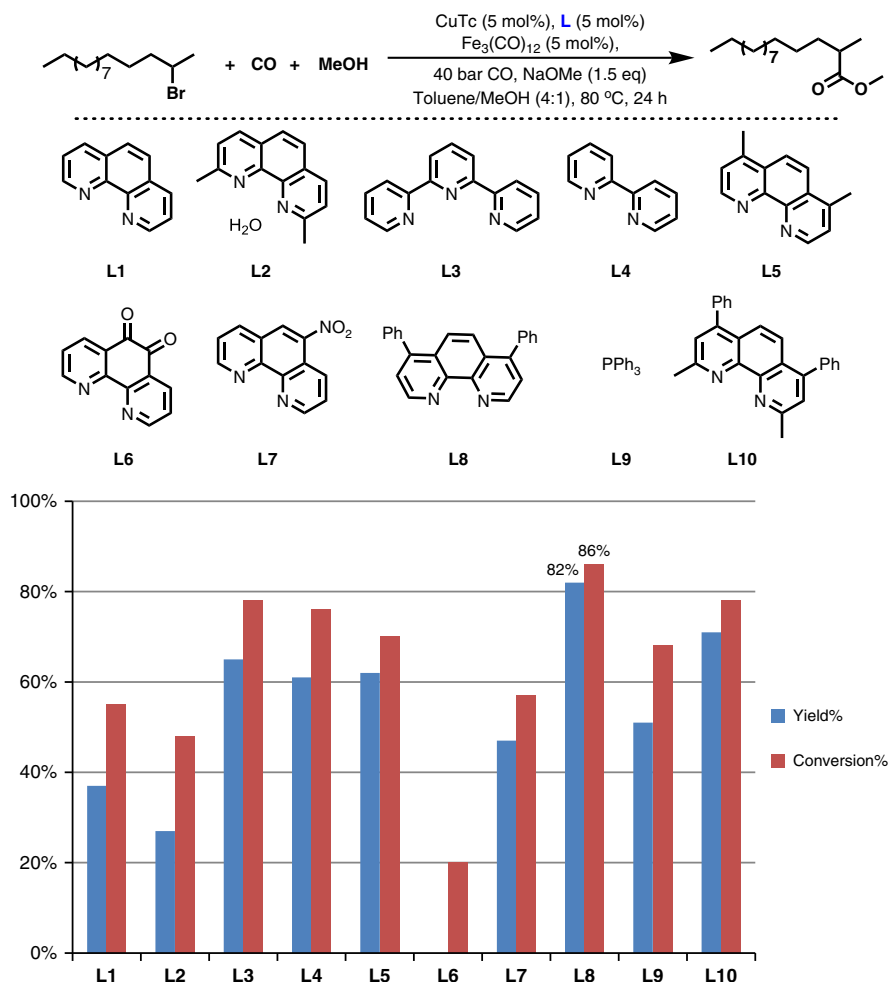 CuTc (5 mol%), L (5 mol%)
Fe3(CO)12 (5 mol%),
7
Br
+ CO + MeOH
40 bar CO, NaOMe (1.5 eq)
Toluene/MeOH (4:1), 80 °C, 24 h
7
O
O
N
N
L1
N
N
H2O
L2
N
N
N
L3
N
N
L4
N
N
L5
O
O
N
N
L6
NO2
N
N
L7
Ph
Ph
N
N
L8
PPh3
L9
Ph
Ph
N
N
L10
100%
80%
60%
40%
20%
0%
82%
86%
L1 L2 L3 L4 L5 L6 L7 L8 L9 L10
Yield%
Conversion%